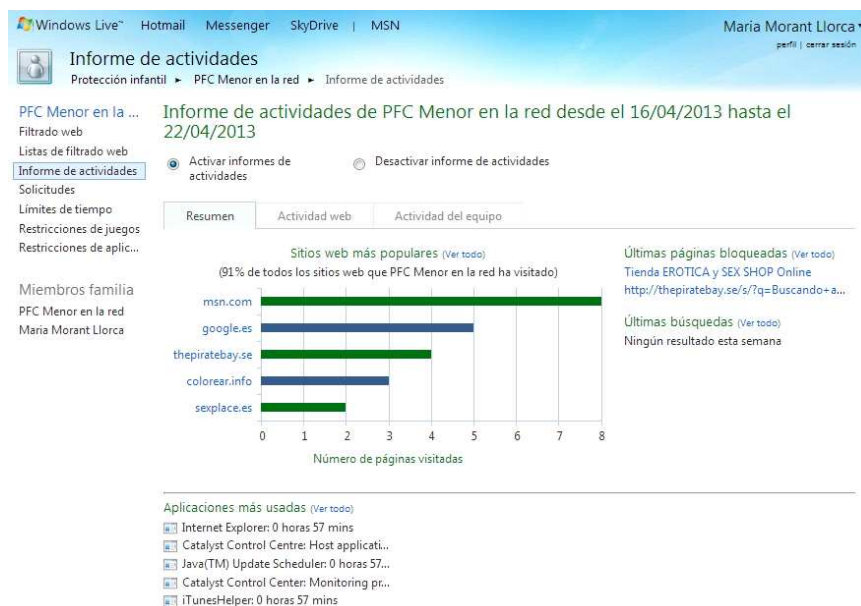 Windows Live™ Hotmail Messenger SkyDrive | MSN
Maria Morant Llorca
perfil | cerrar sesión
Informe de actividades
Protección infantil ► PFC Menor en la red ► Informe de actividades
PFC Menor en la ...
Filtrado web
Listas de filtrado web
Informe de actividades
Solicitudes
Límites de tiempo
Restricciones de juegos
Restricciones de aplic...
Miembros familia
PFC Menor en la red
Maria Morant Llorca
Informe de actividades de PFC Menor en la red desde el 16/04/2013 hasta el
22/04/2013
Activar informes de
actividades
Desactivar informe de actividades
Resumen Actividad web Actividad del equipo
Sitios web más populares (Ver todo)
(91% de todos los sitios web que PFC Menor en la red ha visitado)
msn.com
google.es
thepiratebay.se
colorear.info
sexplace.es
0 1 2 3 4 5 6 7 8
Número de páginas visitadas
Últimas páginas bloqueadas (Ver todo)
Tienda EROTICA y SEX SHOP Online
http://thepiratebay.se/s/?q=Buscando+a...
Últimas búsquedas (Ver todo)
Ningún resultado esta semana
Aplicaciones más usadas (Ver todo)
Internet Explorer: 0 horas 57 mins
Catalyst Control Centre: Host applicati...
Java(TM) Update Scheduler: 0 horas 57...
Catalyst Control Center: Monitoring pr...
iTunesHelper: 0 horas 57 mins